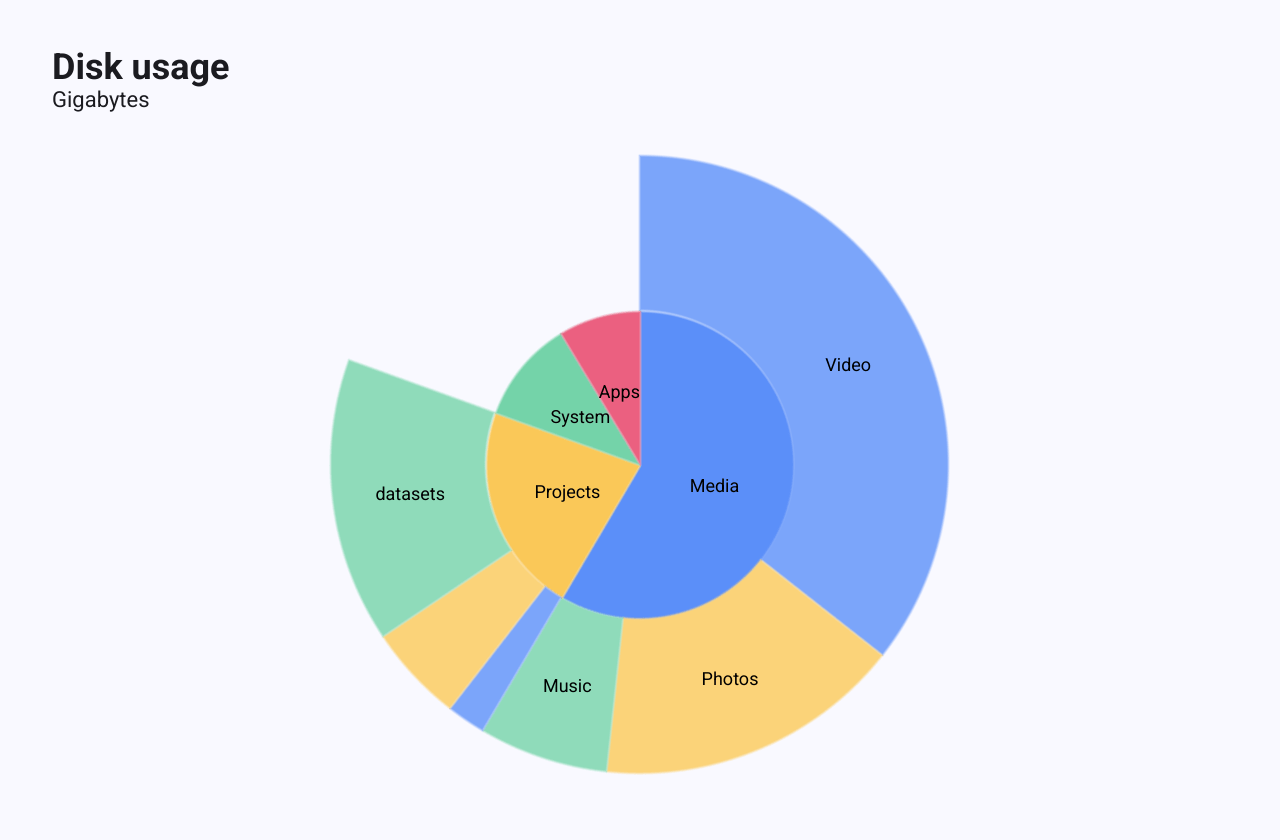 Disk usage
Gigabytes
Video
Apps
System
Media
Projects
datasets
Photos
Music